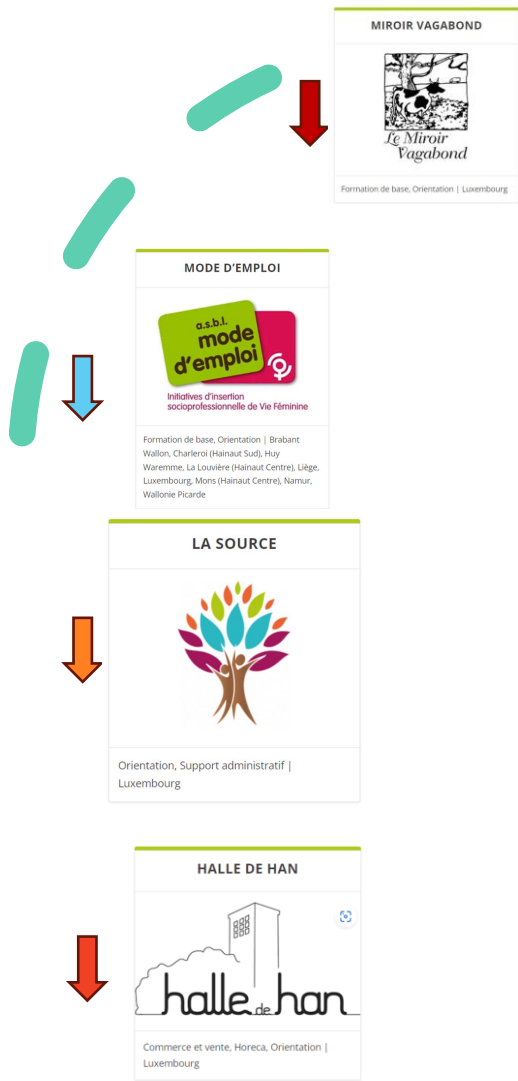 MIROIR VAGABOND
Le Miroir
Vagabond
Formation de base, Orientation | Luxembourg
MODE D'EMPLOI
a.s.b.l.
mode
d'emploi
Initiatives d'insertion
socioprofessionnelle de Vie Féminine
Formation de base, Orientation | Brabant
Wallon, Charleroi (Hainaut Sud), Huy
Waremme, La Louvière (Hainaut Centre), Liège,
Luxembourg, Mons (Hainaut Centre), Namur,
Wallonie Picarde
LA SOURCE
Orientation, Support administratif |
Luxembourg
HALLE DE HAN
halle de han
Commerce et vente, Horeca, Orientation |
Luxembourg